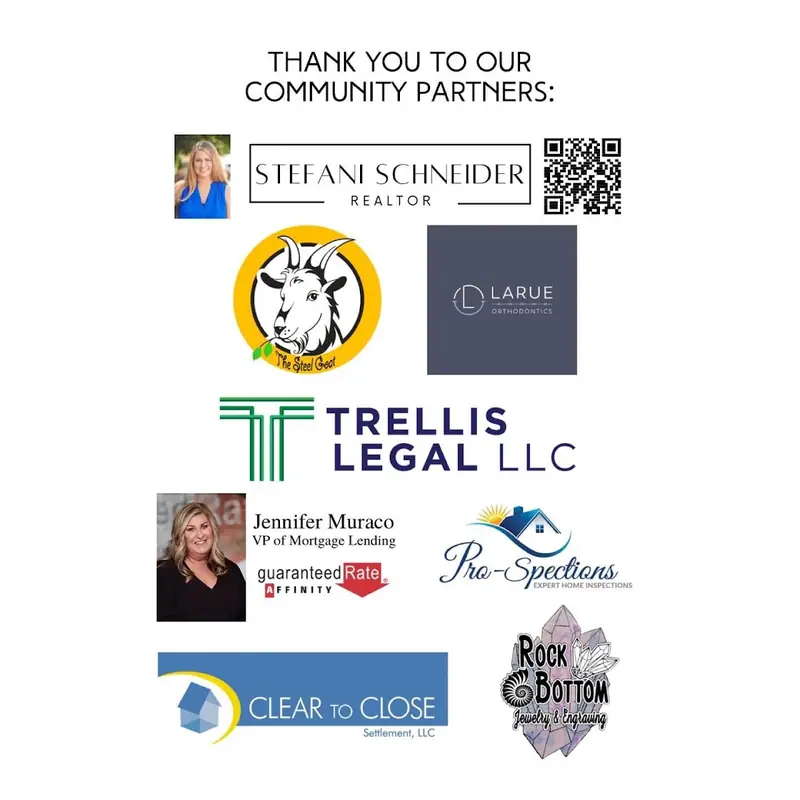 THANK YOU TO OUR
COMMUNITY PARTNERS:
STEFANI SCHNEIDER
REALTOR
The Steel Goat
LARUE
ORTHODONTICS
TRELLIS
LEGAL LLC
Jennifer Muraco
VP of Mortgage Lending
guaranteedRate
AFFINITY
Pro-Spections
EXPERT HOME INSPECTIONS
CLEAR TO CLOSE
Settlement, LLC
ROCK
BOTTOM
Jewelry & Engraving